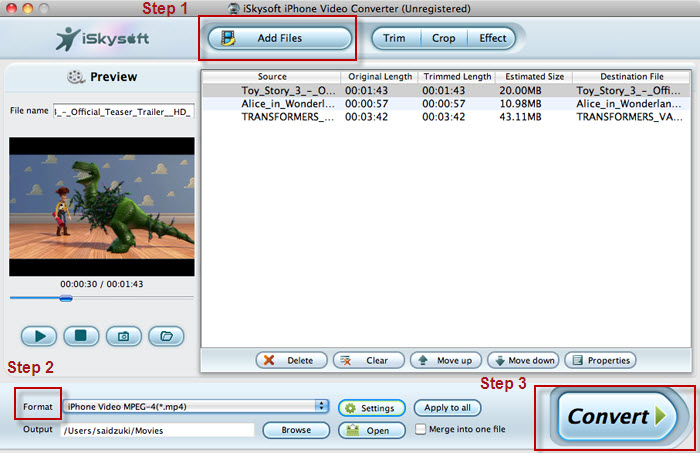 Step 1
iSkysoft iPhone Video Converter (Unregistered)
iSkysoft
Add Files
Trim Crop Effect
Preview
File name I_-_Official_Teaser_Trailer__HD_
00:00:30 / 00:01:43
Source Original Length Trimmed Length Estimated Size Destination File
Toy_Story_3_-_O... 00:01:43 00:01:43 20.00MB Toy_Story_3_-_Offi...
Alice_in_Wonderla... 00:00:57 00:00:57 10.98MB Alice_in_Wonderlan...
TRANSFORMERS_... 00:03:42 00:03:42 43.11MB TRANSFORMERS_VA...
Delete Clear Move up Move down Properties
Step 2
Step 3
Format iPhone Video MPEG-4(*.mp4) Settings Apply to all
Output /Users/saidzuki/Movies Browse Open Merge into one file
Convert